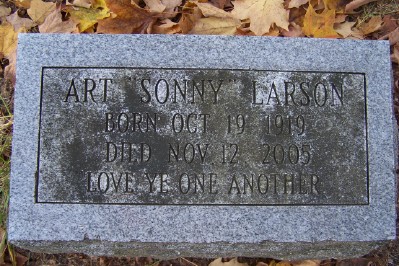 ART "SONNY" LARSON
BORN OCT 19 1919
DIED NOV. 12 2005
LOVE YE ONE ANOTHER